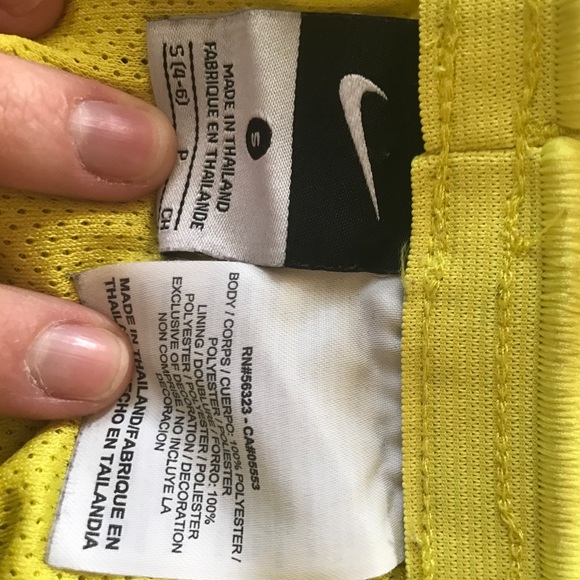 S
MADE IN THAILAND
FABRIQUE EN THAÏLANDE
S (4-6) P CH
RN#56323 - CA#05553
BODY / CORPS / CUERPO: 100% POLYESTER /
POLYESTER / POLIESTER
LINING / DOUBLURE / FORRO: 100%
POLYESTER / POLYESTER / POLIESTER
EXCLUSIVE OF DECORATION / DECORATION
NON COMPRISE / NO INCLUYE LA
DECORACION
MADE IN THAILAND/FABRIQUE EN
HECHO EN TAILANDIA